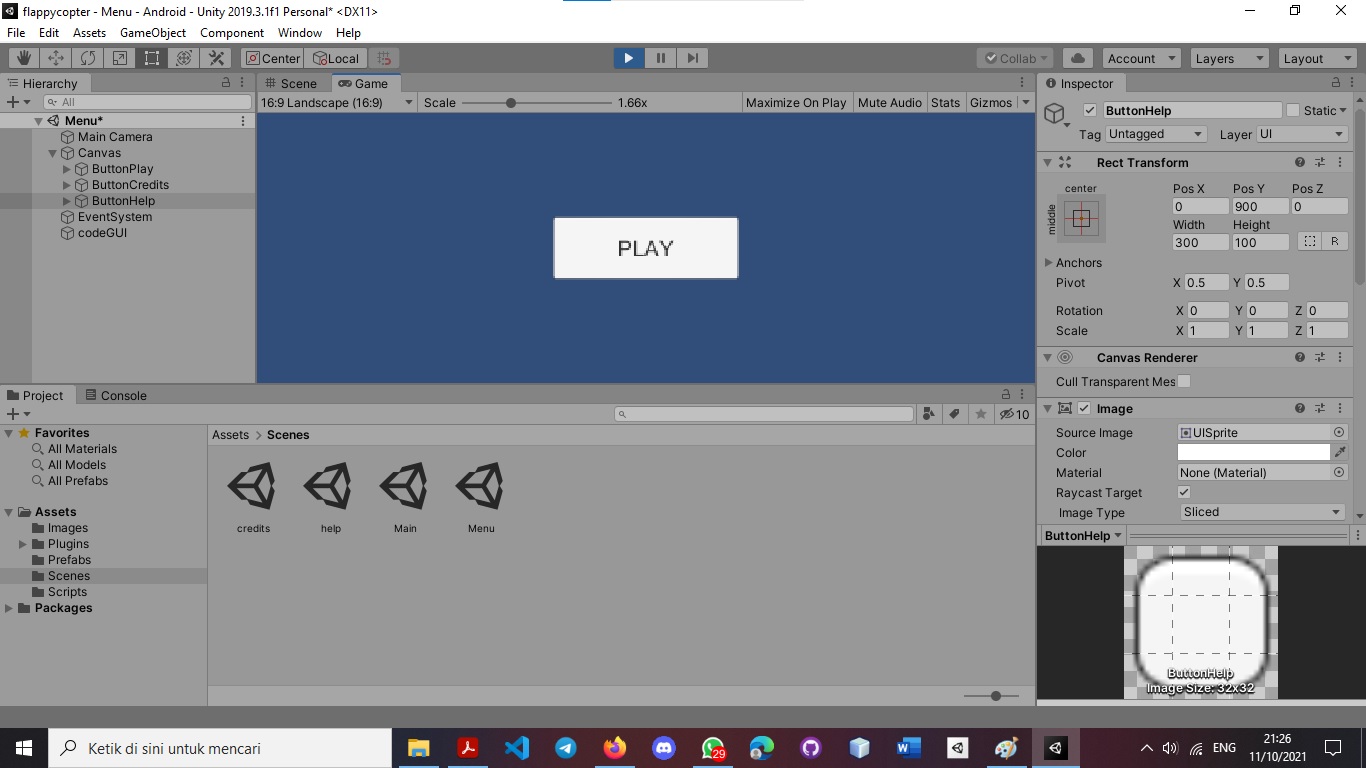 flappycopter - Menu - Android - Unity 2019.3.1f1 Personal* <DX11>
File Edit Assets GameObject Component Window Help
Center Local Collab Account Layers Layout
Hierarchy
All
Menu*
Main Camera
Canvas
ButtonPlay
ButtonCredits
ButtonHelp
EventSystem
codeGUI
Scene Game
16:9 Landscape (16:9) Scale 1.66x Maximize On Play Mute Audio Stats Gizmos
PLAY
Inspector
ButtonHelp Static
Tag Untagged Layer UI
Rect Transform
center
middle
Pos X Pos Y Pos Z
0 900 0
Width Height
300 100 R
Anchors
Pivot X 0.5 Y 0.5
Rotation X 0 Y 0 Z 0
Scale X 1 Y 1 Z 1
Canvas Renderer
Cull Transparent Mes
Image
Source Image UISprite
Color
Material None (Material)
Raycast Target
Image Type Sliced
ButtonHelp
ButtonHelp
Image Size: 32x32
Project Console
10
Favorites
All Materials
All Models
All Prefabs
Assets
Images
Plugins
Prefabs
Scenes
Scripts
Packages
Assets > Scenes
credits help Main Menu
Ketik di sini untuk mencari
29
ENG
21:26
11/10/2021